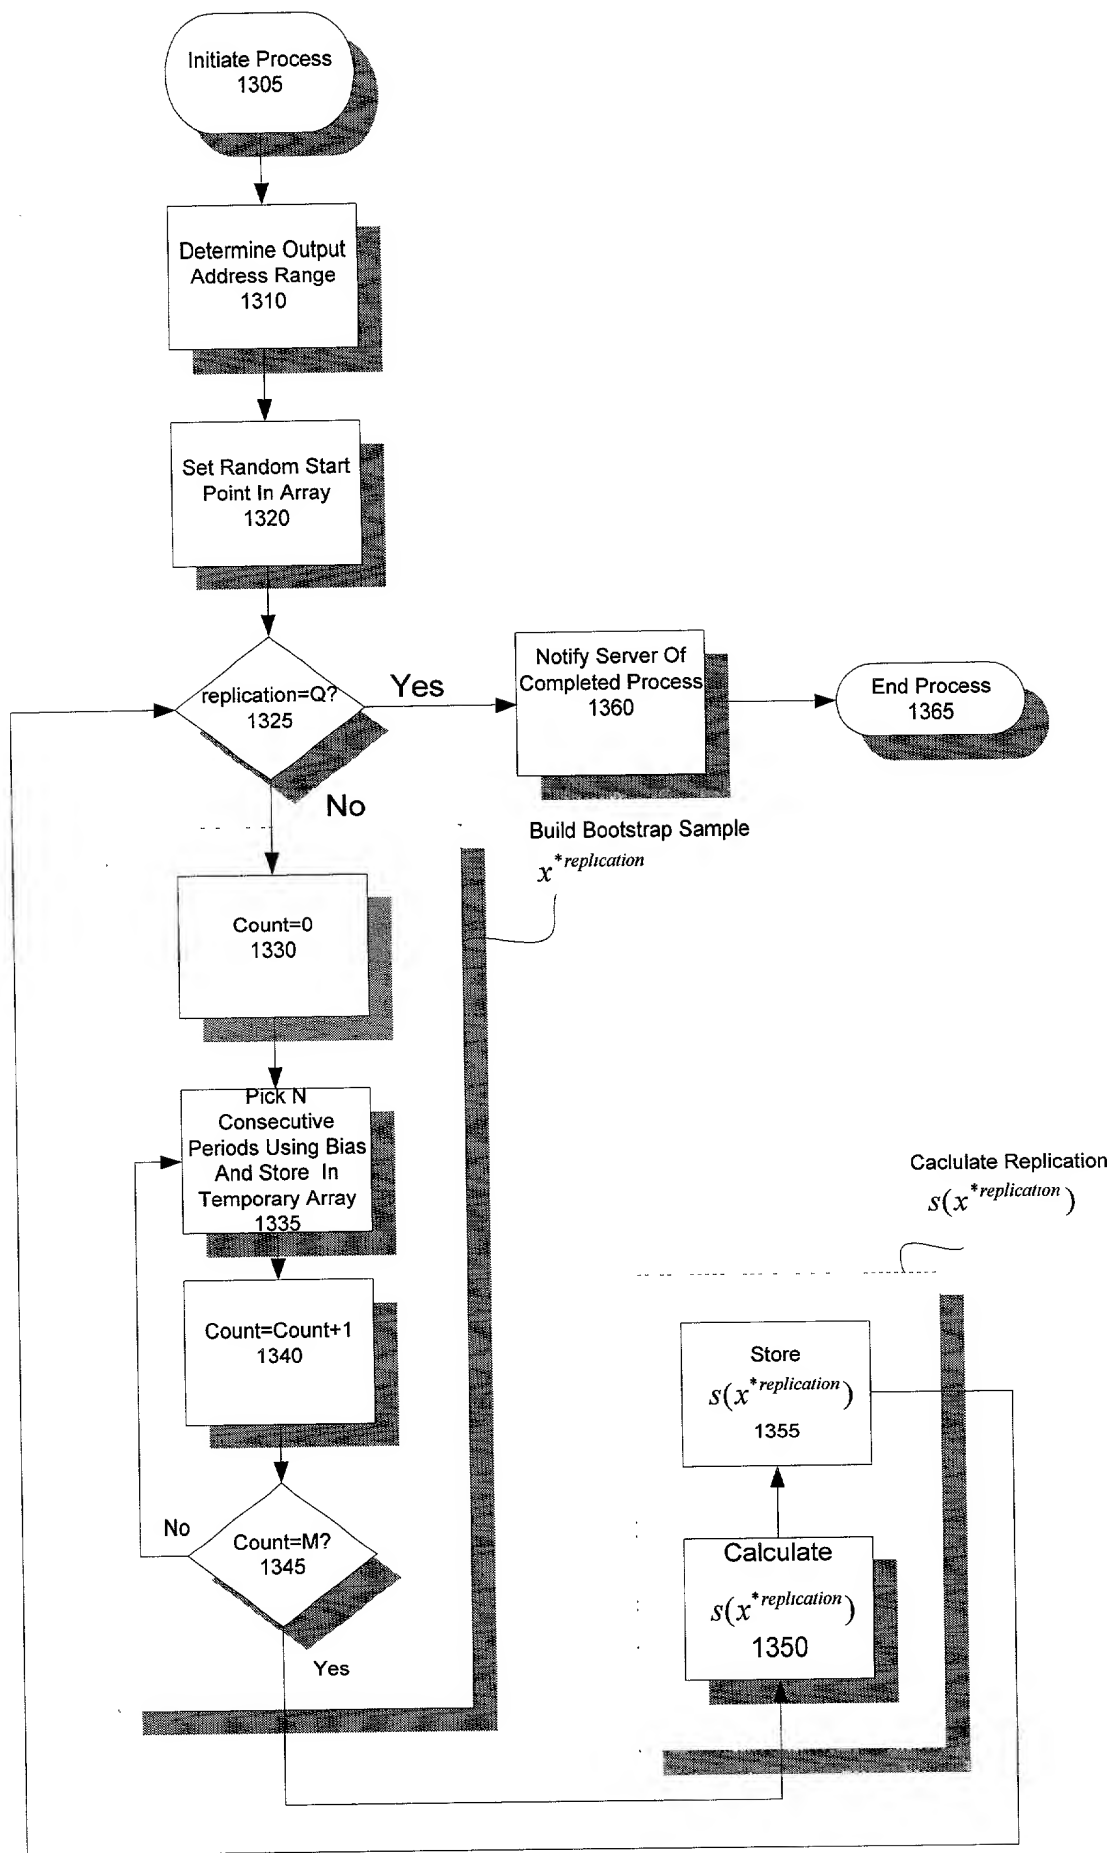 Initiate Process
1305
Determine Output
Address Range
1310
Set Random Start
Point In Array
1320
replication=Q?
1325
Yes
No
Notify Server Of
Completed Process
1360
End Process
1365
Build Bootstrap Sample
x*replication
Count=0
1330
Pick N
Consecutive
Periods Using Bias
And Store In
Temporary Array
1335
Count=Count+1
1340
Count=M?
1345
No
Yes
Caclulate Replication
s(x*replication)
Store
s(x*replication)
1355
Calculate
s(x*replication)
1350